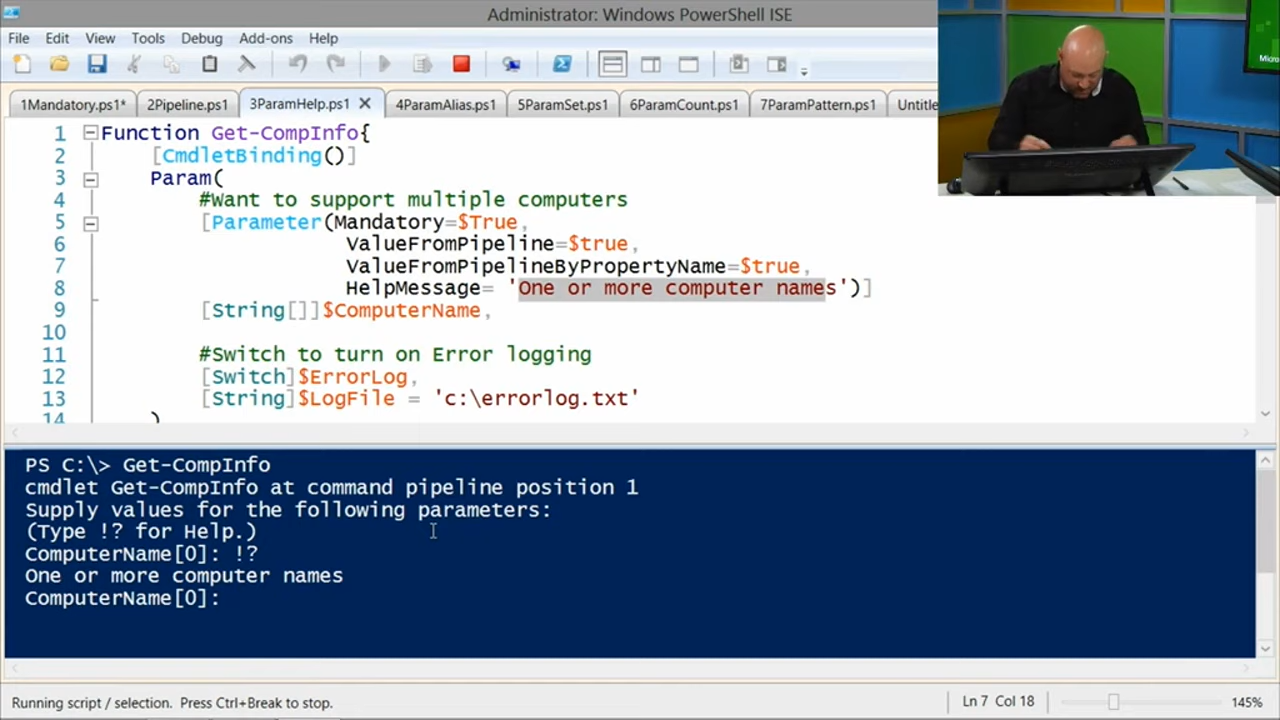 Administrator: Windows PowerShell ISE
File Edit View Tools Debug Add-ons Help
1Mandatory.ps1* 2Pipeline.ps1 3ParamHelp.ps1 4ParamAlias.ps1 5ParamSet.ps1 6ParamCount.ps1 7ParamPattern.ps1
Micro
1 Function Get-CompInfo{
2 [CmdletBinding()]
3 Param(
4 #Want to support multiple computers
5 [Parameter(Mandatory=$True,
6 ValueFromPipeline=$true,
7 ValueFromPipelineByPropertyName=$true,
8 HelpMessage= 'One or more computer names')]
9 [String[]]$ComputerName,
10
11 #Switch to turn on Error logging
12 [Switch]$ErrorLog,
13 [String]$LogFile = 'c:\errorlog.txt'
14 )
PS C:\> Get-CompInfo
cmdlet Get-CompInfo at command pipeline position 1
Supply values for the following parameters:
(Type !? for Help.)
ComputerName[0]: !?
One or more computer names
ComputerName[0]:
Running script / selection. Press Ctrl+Break to stop. Ln 7 Col 18 145%